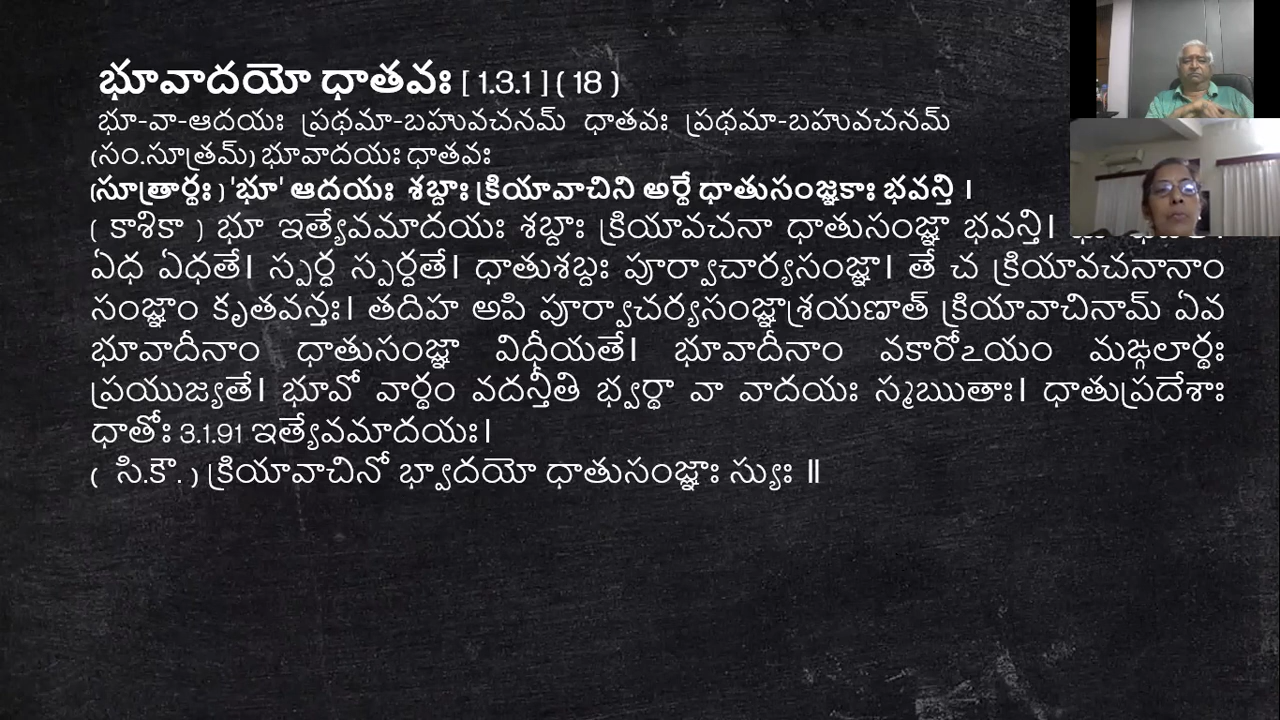 భూవాదయో ధాతవః [ 1.3.1 ] ( 18 )
భూ-వా-ఆదయః ప్రథమా-బహువచనమ్ ధాతవః ప్రథమా-బహువచనమ్
(సం.సూత్రమ్) భూవాదయః ధాతవః
(సూత్రార్థః ) 'భూ' ఆదయః శబ్దాః క్రియావాచిని అర్థే ధాతుసంజ్ఞకాః భవన్తి ।
( కాశికా ) భూ ఇత్యేవమాదయః శబ్దాః క్రియావచనా ధాతుసంజ్ఞా భవన్తి।
ఏధ ఏధతే। స్పర్ధ స్పర్ధతే। ధాతుశబ్దః పూర్వాచార్యసంజ్ఞా। తే చ క్రియావచనానాం
సంజ్ఞాం కృతవన్తః। తదిహ అపి పూర్వాచర్యసంజ్ఞాశ్రయణాత్ క్రియావాచినామ్ ఏవ
భూవాదీనాం ధాతుసంజ్ఞా విధీయతే। భూవాదీనాం వకారోఽయం మఙ్గలార్థః
ప్రయుజ్యతే। భూవో వార్థం వదన్తీతి భ్వర్థా వా వాదయః స్మఋుతాః। ధాతుప్రదేశాః
ధాతోః 3.1.91 ఇత్యేవమాదయః।
( సి.కౌ. ) క్రియావాచినో భ్వాదయో ధాతుసంజ్ఞాః స్యుః ॥